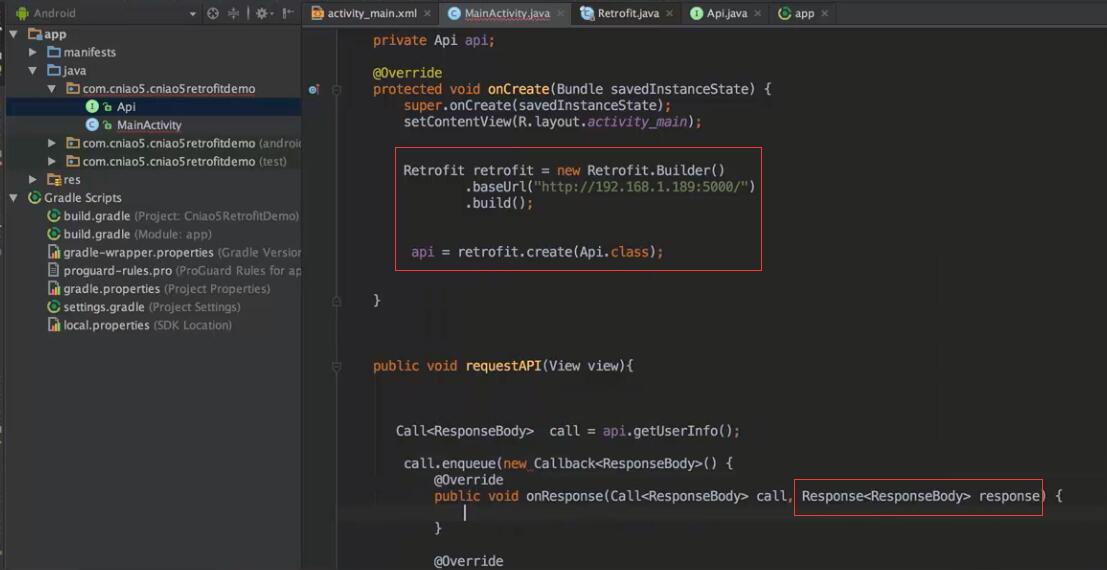 Android
app
manifests
java
com.cniao5.cniao5retrofitdemo
Api
MainActivity
com.cniao5.cniao5retrofitdemo (android
com.cniao5.cniao5retrofitdemo (test)
res
Gradle Scripts
build.gradle (Project: Cniao5RetrofitDemo)
build.gradle (Module: app)
gradle-wrapper.properties (Gradle Version
proguard-rules.pro (ProGuard Rules for ap
gradle.properties (Project Properties)
settings.gradle (Project Settings)
local.properties (SDK Location)
activity_main.xml MainActivity.java Retrofit.java Api.java app
private Api api;
@Override
protected void onCreate(Bundle savedInstanceState) {
super.onCreate(savedInstanceState);
setContentView(R.layout.activity_main);
Retrofit retrofit = new Retrofit.Builder()
.baseUrl("http://192.168.1.189:5000/")
.build();
api = retrofit.create(Api.class);
}
public void requestAPI(View view){
Call<ResponseBody> call = api.getUserInfo();
call.enqueue(new Callback<ResponseBody>() {
@Override
public void onResponse(Call<ResponseBody> call, Response<ResponseBody> response) {
}
@Override